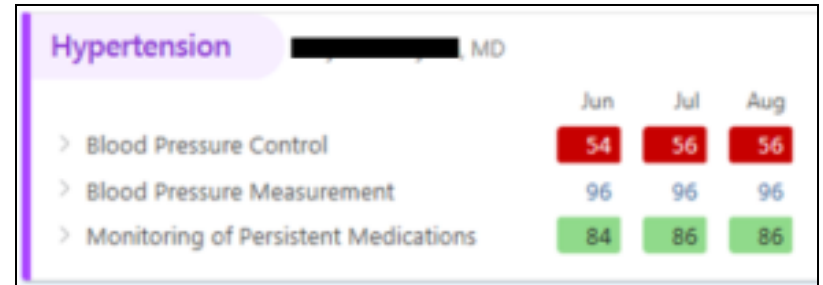 Hypertension , MD
Jun Jul Aug
Blood Pressure Control 54 56 56
Blood Pressure Measurement 96 96 96
Monitoring of Persistent Medications 84 86 86